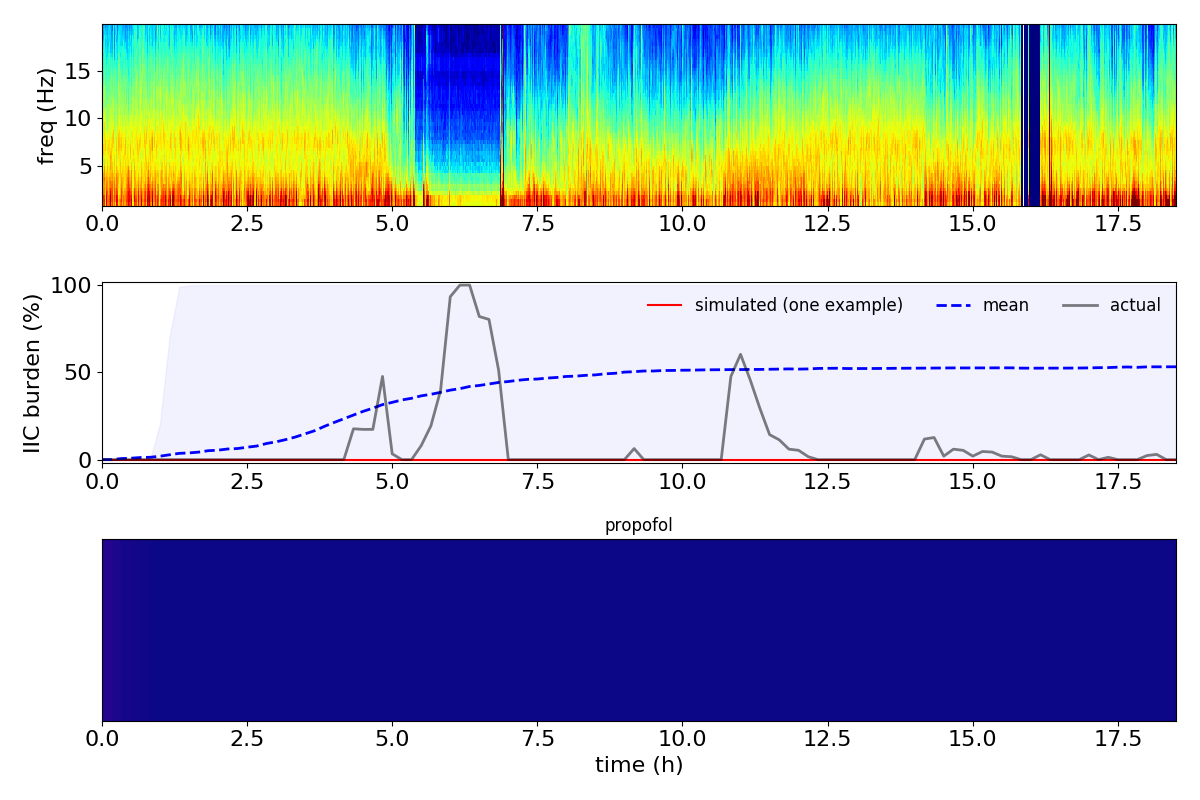 freq (Hz)
15
10
5
0.0 2.5 5.0 7.5 10.0 12.5 15.0 17.5
IIC burden (%)
100
50
0
simulated (one example) mean actual
0.0 2.5 5.0 7.5 10.0 12.5 15.0 17.5
propofol
0.0 2.5 5.0 7.5 10.0 12.5 15.0 17.5
time (h)